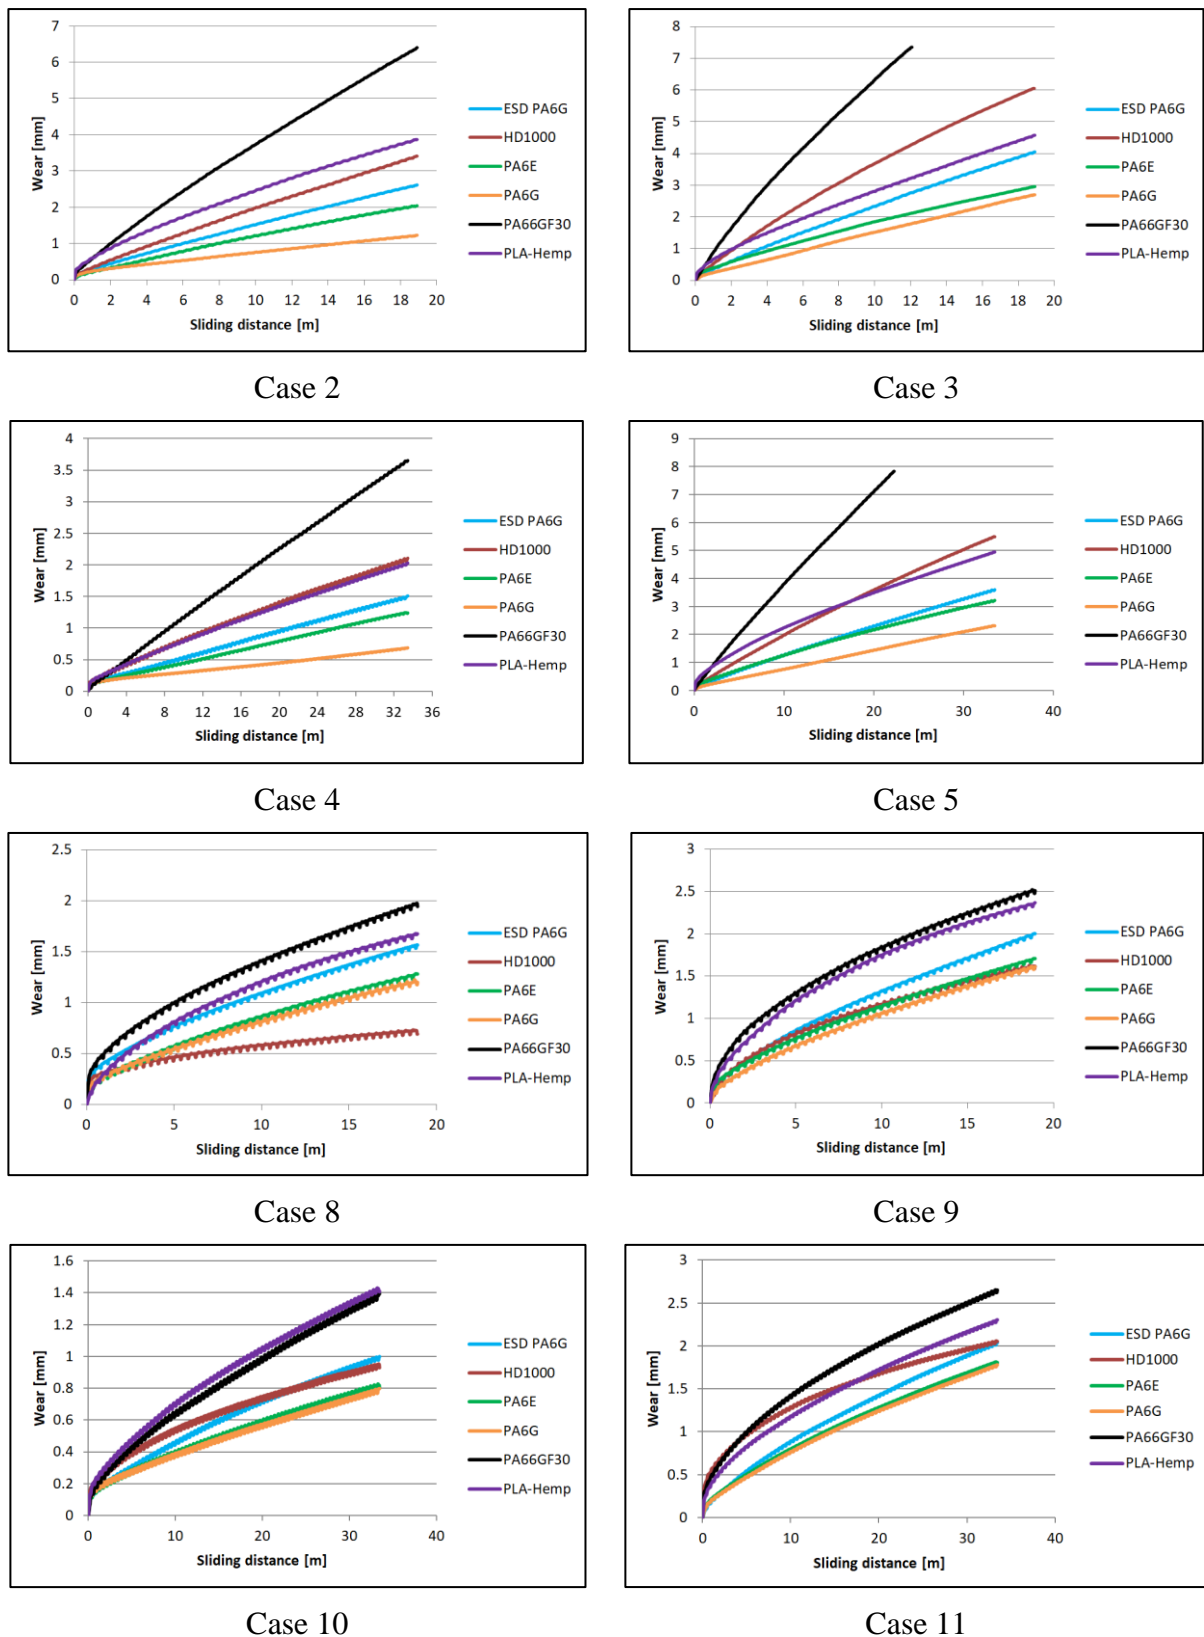 7
6
5
4
3
2
1
0
Wear [mm]
0 2 4 6 8 10 12 14 16 18 20
Sliding distance [m]
ESD PA6G
HD1000
PA6E
PA6G
PA66GF30
PLA-Hemp
Case 2
8
7
6
5
4
3
2
1
0
Wear [mm]
0 2 4 6 8 10 12 14 16 18 20
Sliding distance [m]
ESD PA6G
HD1000
PA6E
PA6G
PA66GF30
PLA-Hemp
Case 3
4
3.5
3
2.5
2
1.5
1
0.5
0
Wear [mm]
0 4 8 12 16 20 24 28 32 36
Sliding distance [m]
ESD PA6G
HD1000
PA6E
PA6G
PA66GF30
PLA-Hemp
Case 4
9
8
7
6
5
4
3
2
1
0
Wear [mm]
0 10 20 30 40
Sliding distance [m]
ESD PA6G
HD1000
PA6E
PA6G
PA66GF30
PLA-Hemp
Case 5
2.5
2
1.5
1
0.5
0
Wear [mm]
0 5 10 15 20
Sliding distance [m]
ESD PA6G
HD1000
PA6E
PA6G
PA66GF30
PLA-Hemp
Case 8
3
2.5
2
1.5
1
0.5
0
Wear [mm]
0 5 10 15 20
Sliding distance [m]
ESD PA6G
HD1000
PA6E
PA6G
PA66GF30
PLA-Hemp
Case 9
1.6
1.4
1.2
1
0.8
0.6
0.4
0.2
0
Wear [mm]
0 10 20 30 40
Sliding distance [m]
ESD PA6G
HD1000
PA6E
PA6G
PA66GF30
PLA-Hemp
Case 10
3
2.5
2
1.5
1
0.5
0
Wear [mm]
0 10 20 30 40
Sliding distance [m]
ESD PA6G
HD1000
PA6E
PA6G
PA66GF30
PLA-Hemp
Case 11